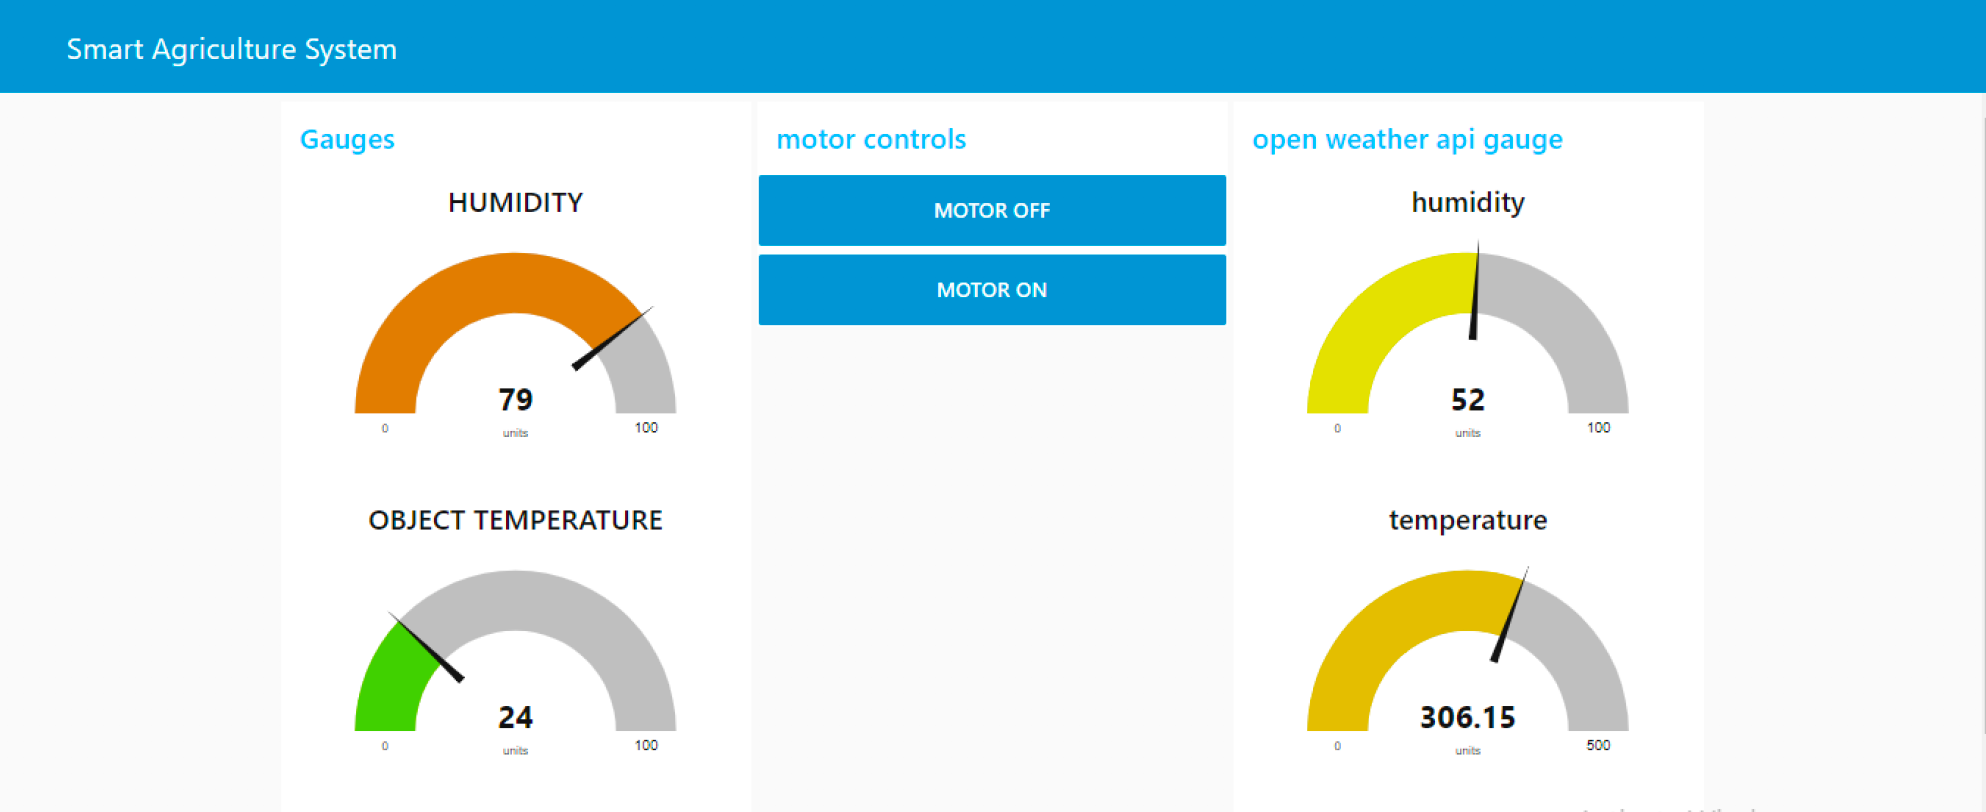 Smart Agriculture System
Gauges
HUMIDITY
79
units
0
100
OBJECT TEMPERATURE
24
units
0
100
motor controls
MOTOR OFF
MOTOR ON
open weather api gauge
humidity
52
units
0
100
temperature
306.15
units
0
500